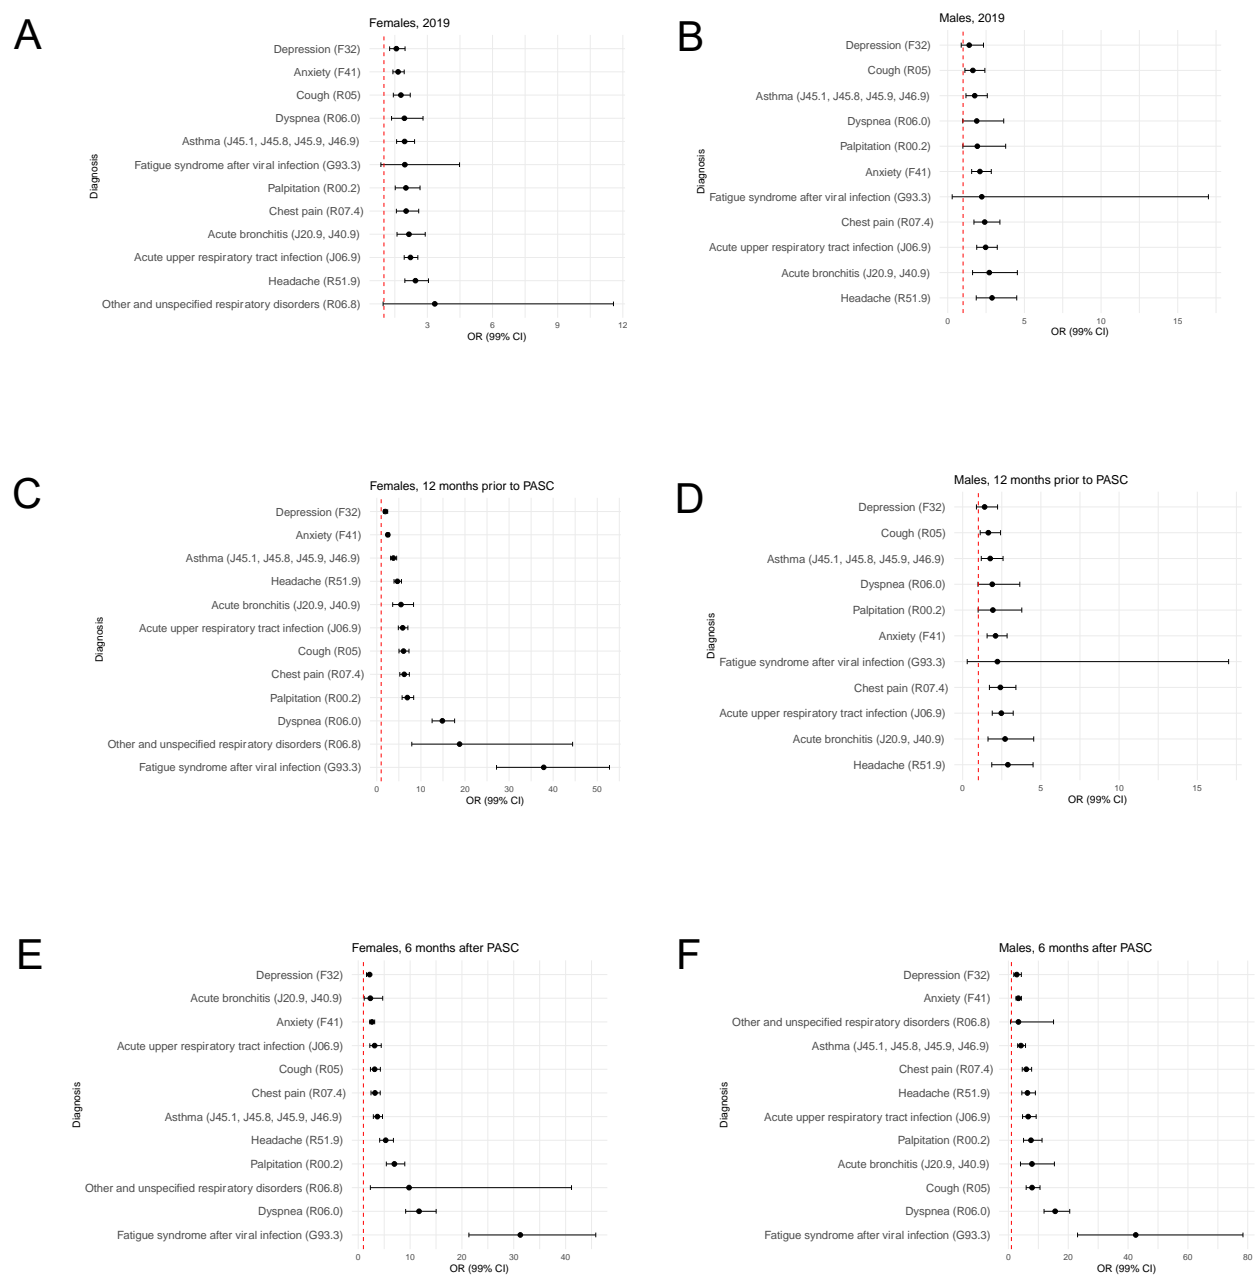 A
Females, 2019
Depression (F32)
Anxiety (F41)
Cough (R05)
Dyspnea (R06.0)
Asthma (J45.1, J45.8, J45.9, J46.9)
Fatigue syndrome after viral infection (G93.3)
Palpitation (R00.2)
Chest pain (R07.4)
Acute bronchitis (J20.9, J40.9)
Acute upper respiratory tract infection (J06.9)
Headache (R51.9)
Other and unspecified respiratory disorders (R06.8)
Diagnosis
3 6 9 12
OR (99% CI)
B
Males, 2019
Depression (F32)
Cough (R05)
Asthma (J45.1, J45.8, J45.9, J46.9)
Dyspnea (R06.0)
Palpitation (R00.2)
Anxiety (F41)
Fatigue syndrome after viral infection (G93.3)
Chest pain (R07.4)
Acute upper respiratory tract infection (J06.9)
Acute bronchitis (J20.9, J40.9)
Headache (R51.9)
Diagnosis
0 5 10 15
OR (99% CI)
C
Females, 12 months prior to PASC
Depression (F32)
Anxiety (F41)
Asthma (J45.1, J45.8, J45.9, J46.9)
Headache (R51.9)
Acute bronchitis (J20.9, J40.9)
Acute upper respiratory tract infection (J06.9)
Cough (R05)
Chest pain (R07.4)
Palpitation (R00.2)
Dyspnea (R06.0)
Other and unspecified respiratory disorders (R06.8)
Fatigue syndrome after viral infection (G93.3)
Diagnosis
0 10 20 30 40 50
OR (99% CI)
D
Males, 12 months prior to PASC
Depression (F32)
Cough (R05)
Asthma (J45.1, J45.8, J45.9, J46.9)
Dyspnea (R06.0)
Palpitation (R00.2)
Anxiety (F41)
Fatigue syndrome after viral infection (G93.3)
Chest pain (R07.4)
Acute upper respiratory tract infection (J06.9)
Acute bronchitis (J20.9, J40.9)
Headache (R51.9)
Diagnosis
0 5 10 15
OR (99% CI)
E
Females, 6 months after PASC
Depression (F32)
Acute bronchitis (J20.9, J40.9)
Anxiety (F41)
Acute upper respiratory tract infection (J06.9)
Cough (R05)
Chest pain (R07.4)
Asthma (J45.1, J45.8, J45.9, J46.9)
Headache (R51.9)
Palpitation (R00.2)
Other and unspecified respiratory disorders (R06.8)
Dyspnea (R06.0)
Fatigue syndrome after viral infection (G93.3)
Diagnosis
0 10 20 30 40
OR (99% CI)
F
Males, 6 months after PASC
Depression (F32)
Anxiety (F41)
Other and unspecified respiratory disorders (R06.8)
Asthma (J45.1, J45.8, J45.9, J46.9)
Chest pain (R07.4)
Headache (R51.9)
Acute upper respiratory tract infection (J06.9)
Palpitation (R00.2)
Acute bronchitis (J20.9, J40.9)
Cough (R05)
Dyspnea (R06.0)
Fatigue syndrome after viral infection (G93.3)
Diagnosis
0 20 40 60 80
OR (99% CI)